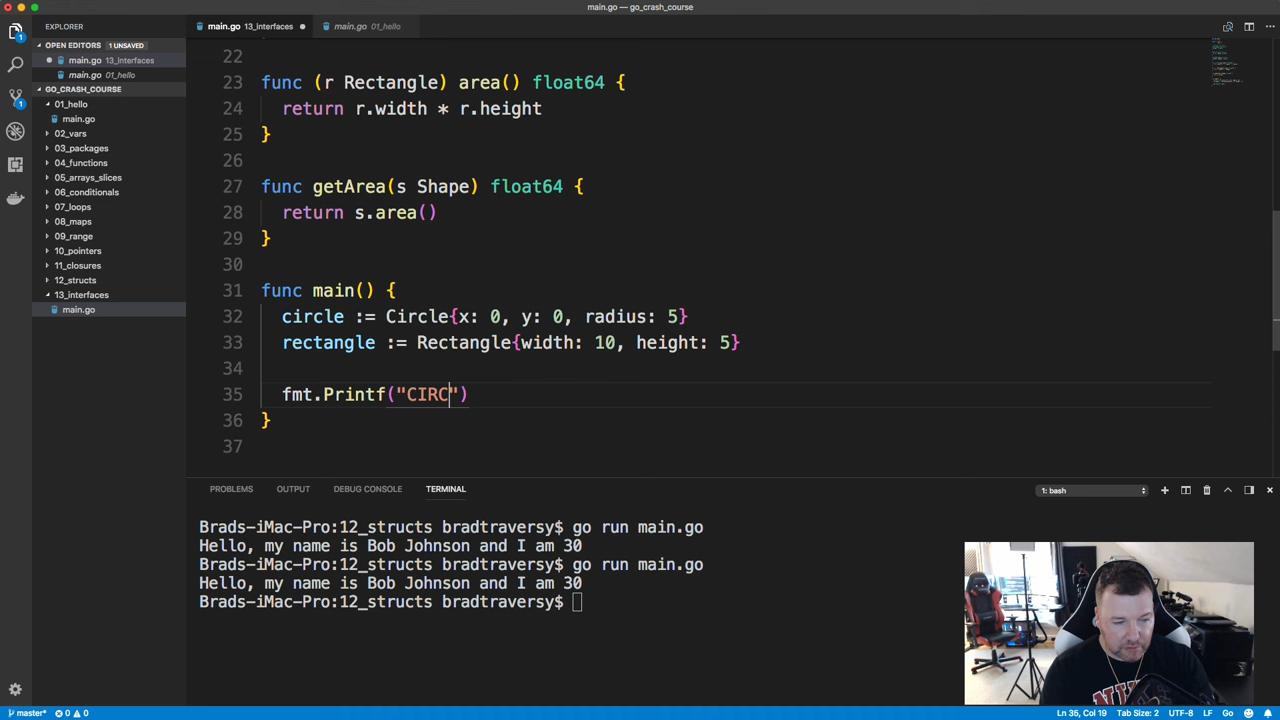 main.go — go_crash_course
EXPLORER
main.go 13_interfaces
main.go 01_hello
OPEN EDITORS 1 UNSAVED
main.go 13_interfaces
main.go 01_hello
GO_CRASH_COURSE
01_hello
main.go
02_vars
03_packages
04_functions
05_arrays_slices
06_conditionals
07_loops
08_maps
09_range
10_pointers
11_closures
12_structs
13_interfaces
main.go
22
23 func (r Rectangle) area() float64 {
24 return r.width * r.height
25 }
26
27 func getArea(s Shape) float64 {
28 return s.area()
29 }
30
31 func main() {
32 circle := Circle{x: 0, y: 0, radius: 5}
33 rectangle := Rectangle{width: 10, height: 5}
34
35 fmt.Printf("CIRC")
36 }
37
PROBLEMS OUTPUT DEBUG CONSOLE TERMINAL 1: bash
Brads-iMac-Pro:12_structs bradtraversy$ go run main.go
Hello, my name is Bob Johnson and I am 30
Brads-iMac-Pro:12_structs bradtraversy$ go run main.go
Hello, my name is Bob Johnson and I am 30
Brads-iMac-Pro:12_structs bradtraversy$
master* 0 0 Ln 35, Col 19 Tab Size: 2 UTF-8 LF Go